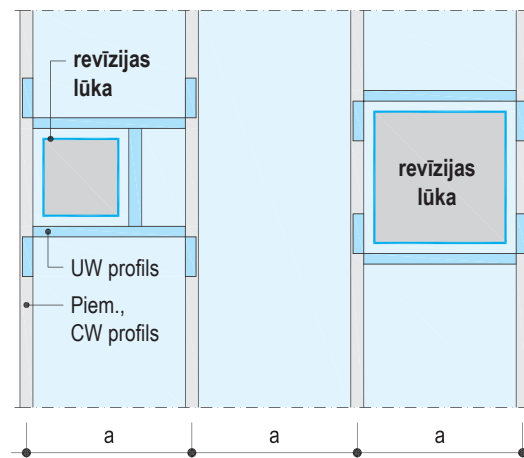 revīzijas
lūka
revīzijas
lūka
UW profils
Piem.,
CW profils
a
a
a